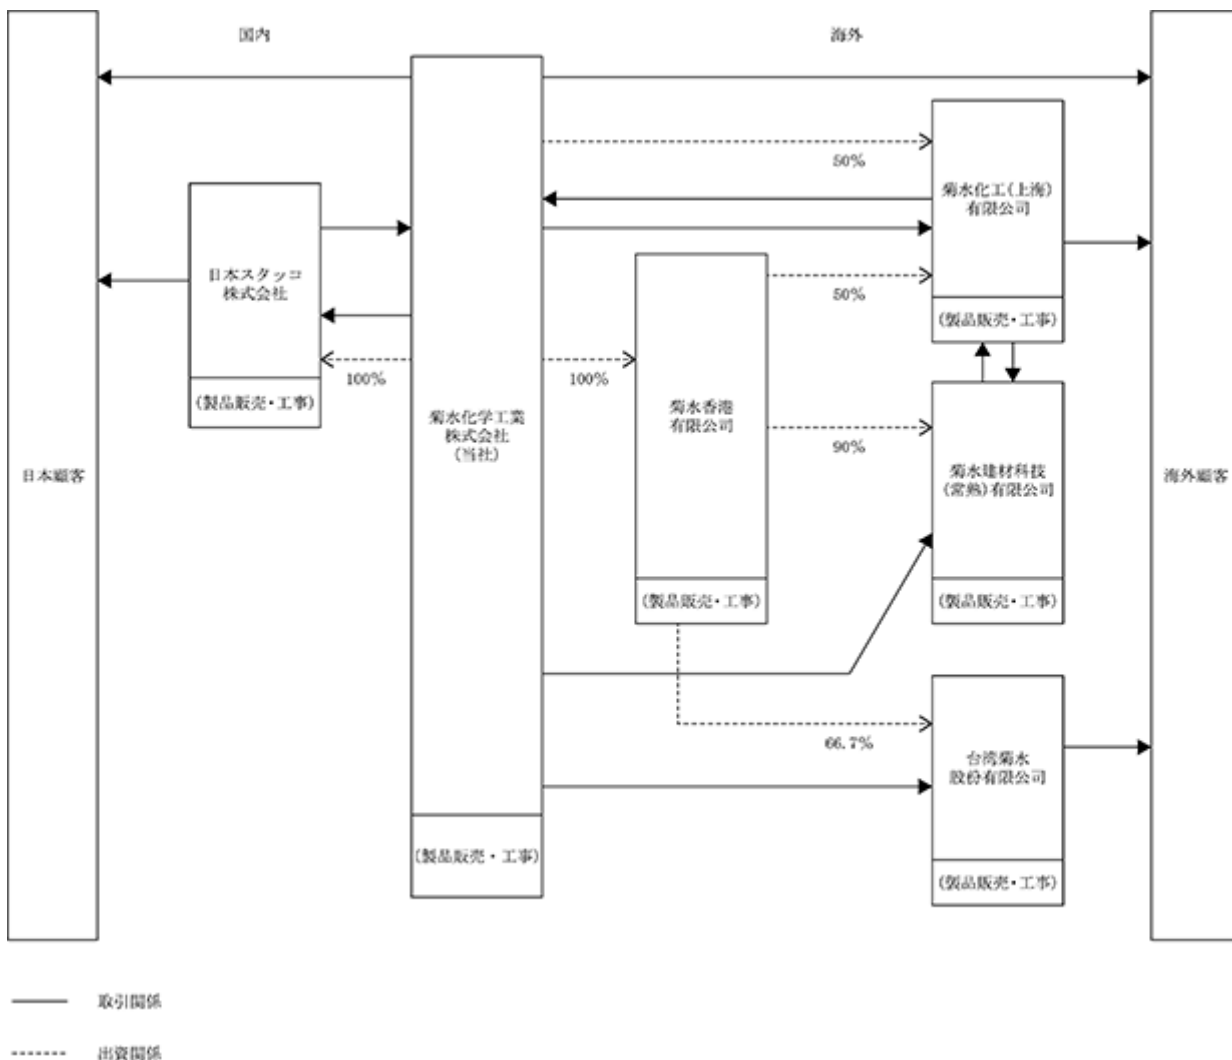 国内
海外
50%
菊水化工(上海)
有限公司
日本スタッコ
株式会社
50%
(製品販売・工事)
100%
100%
(製品販売・工事)
菊水化学工業
株式会社
(当社)
菊水香港
有限公司
90%
日本顧客
菊水建材科技
(常熟)有限公司
海外顧客
(製品販売・工事)
(製品販売・工事)
66.7%
台湾菊水
股份有限公司
(製品販売・工事)
(製品販売・工事)
取引関係
出資関係